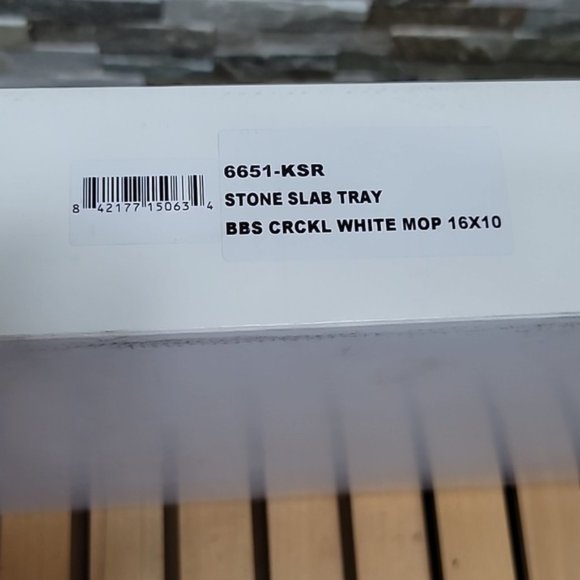 6651-KSR
STONE SLAB TRAY
BBS CRCKL WHITE MOP 16X10
8 42177 15063 4